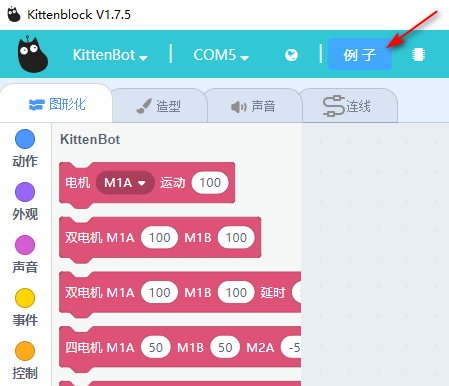 Kittenblock V1.7.5
KittenBot COM5 例子
图形化 造型 声音 连线
动作
外观
声音
事件
控制
KittenBot
电机 M1A 运动 100
双电机 M1A 100 M1B 100
双电机 M1A 100 M1B 100 延时
四电机 M1A 50 M1B 50 M2A -5